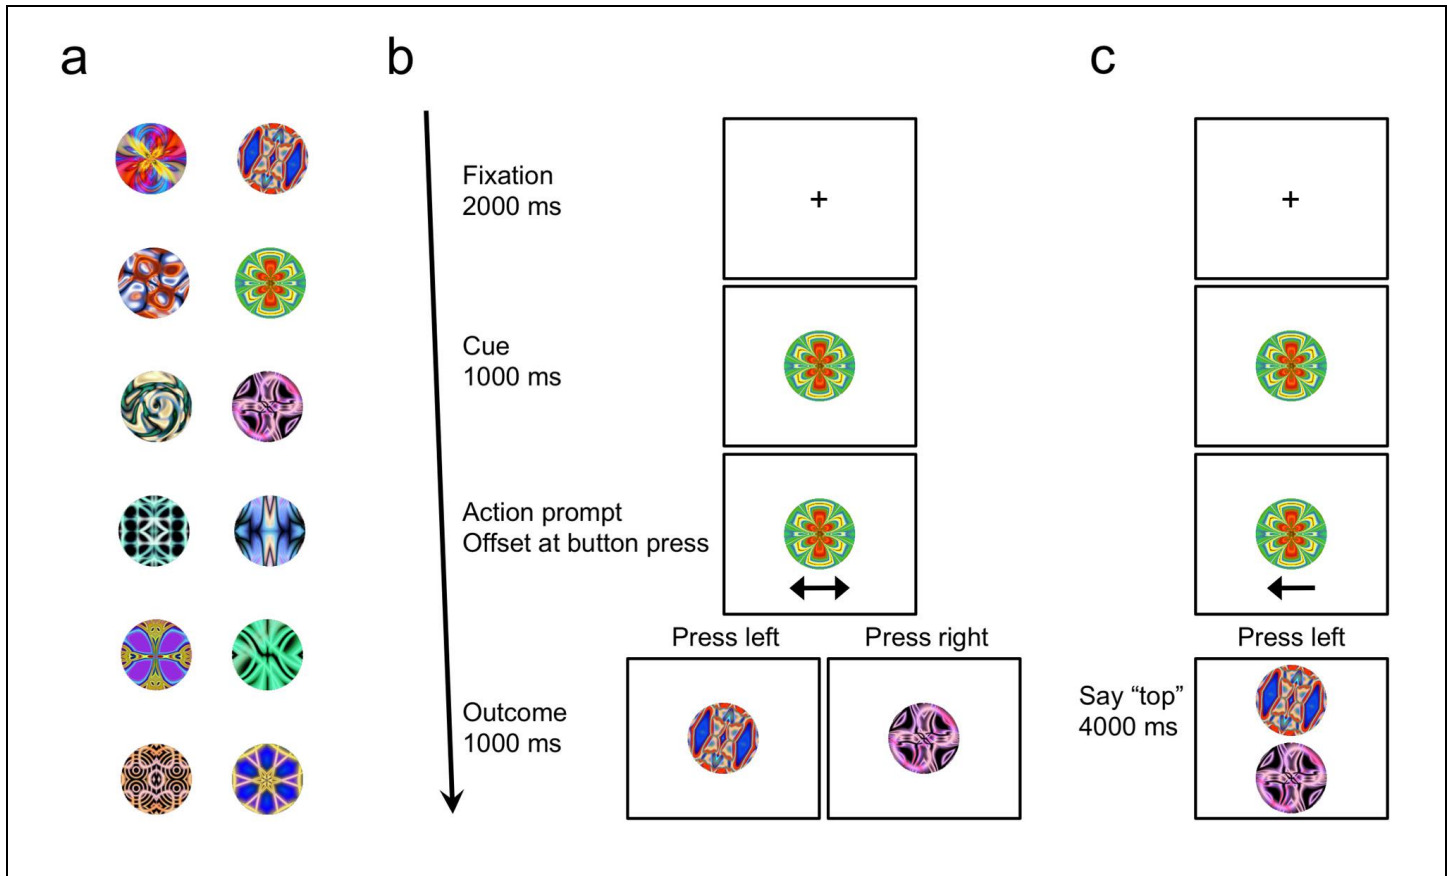 a
b
c
Fixation
2000 ms
Cue
1000 ms
Action prompt
Offset at button press
Press left
Press right
Press left
Outcome
1000 ms
Say “top”
4000 ms